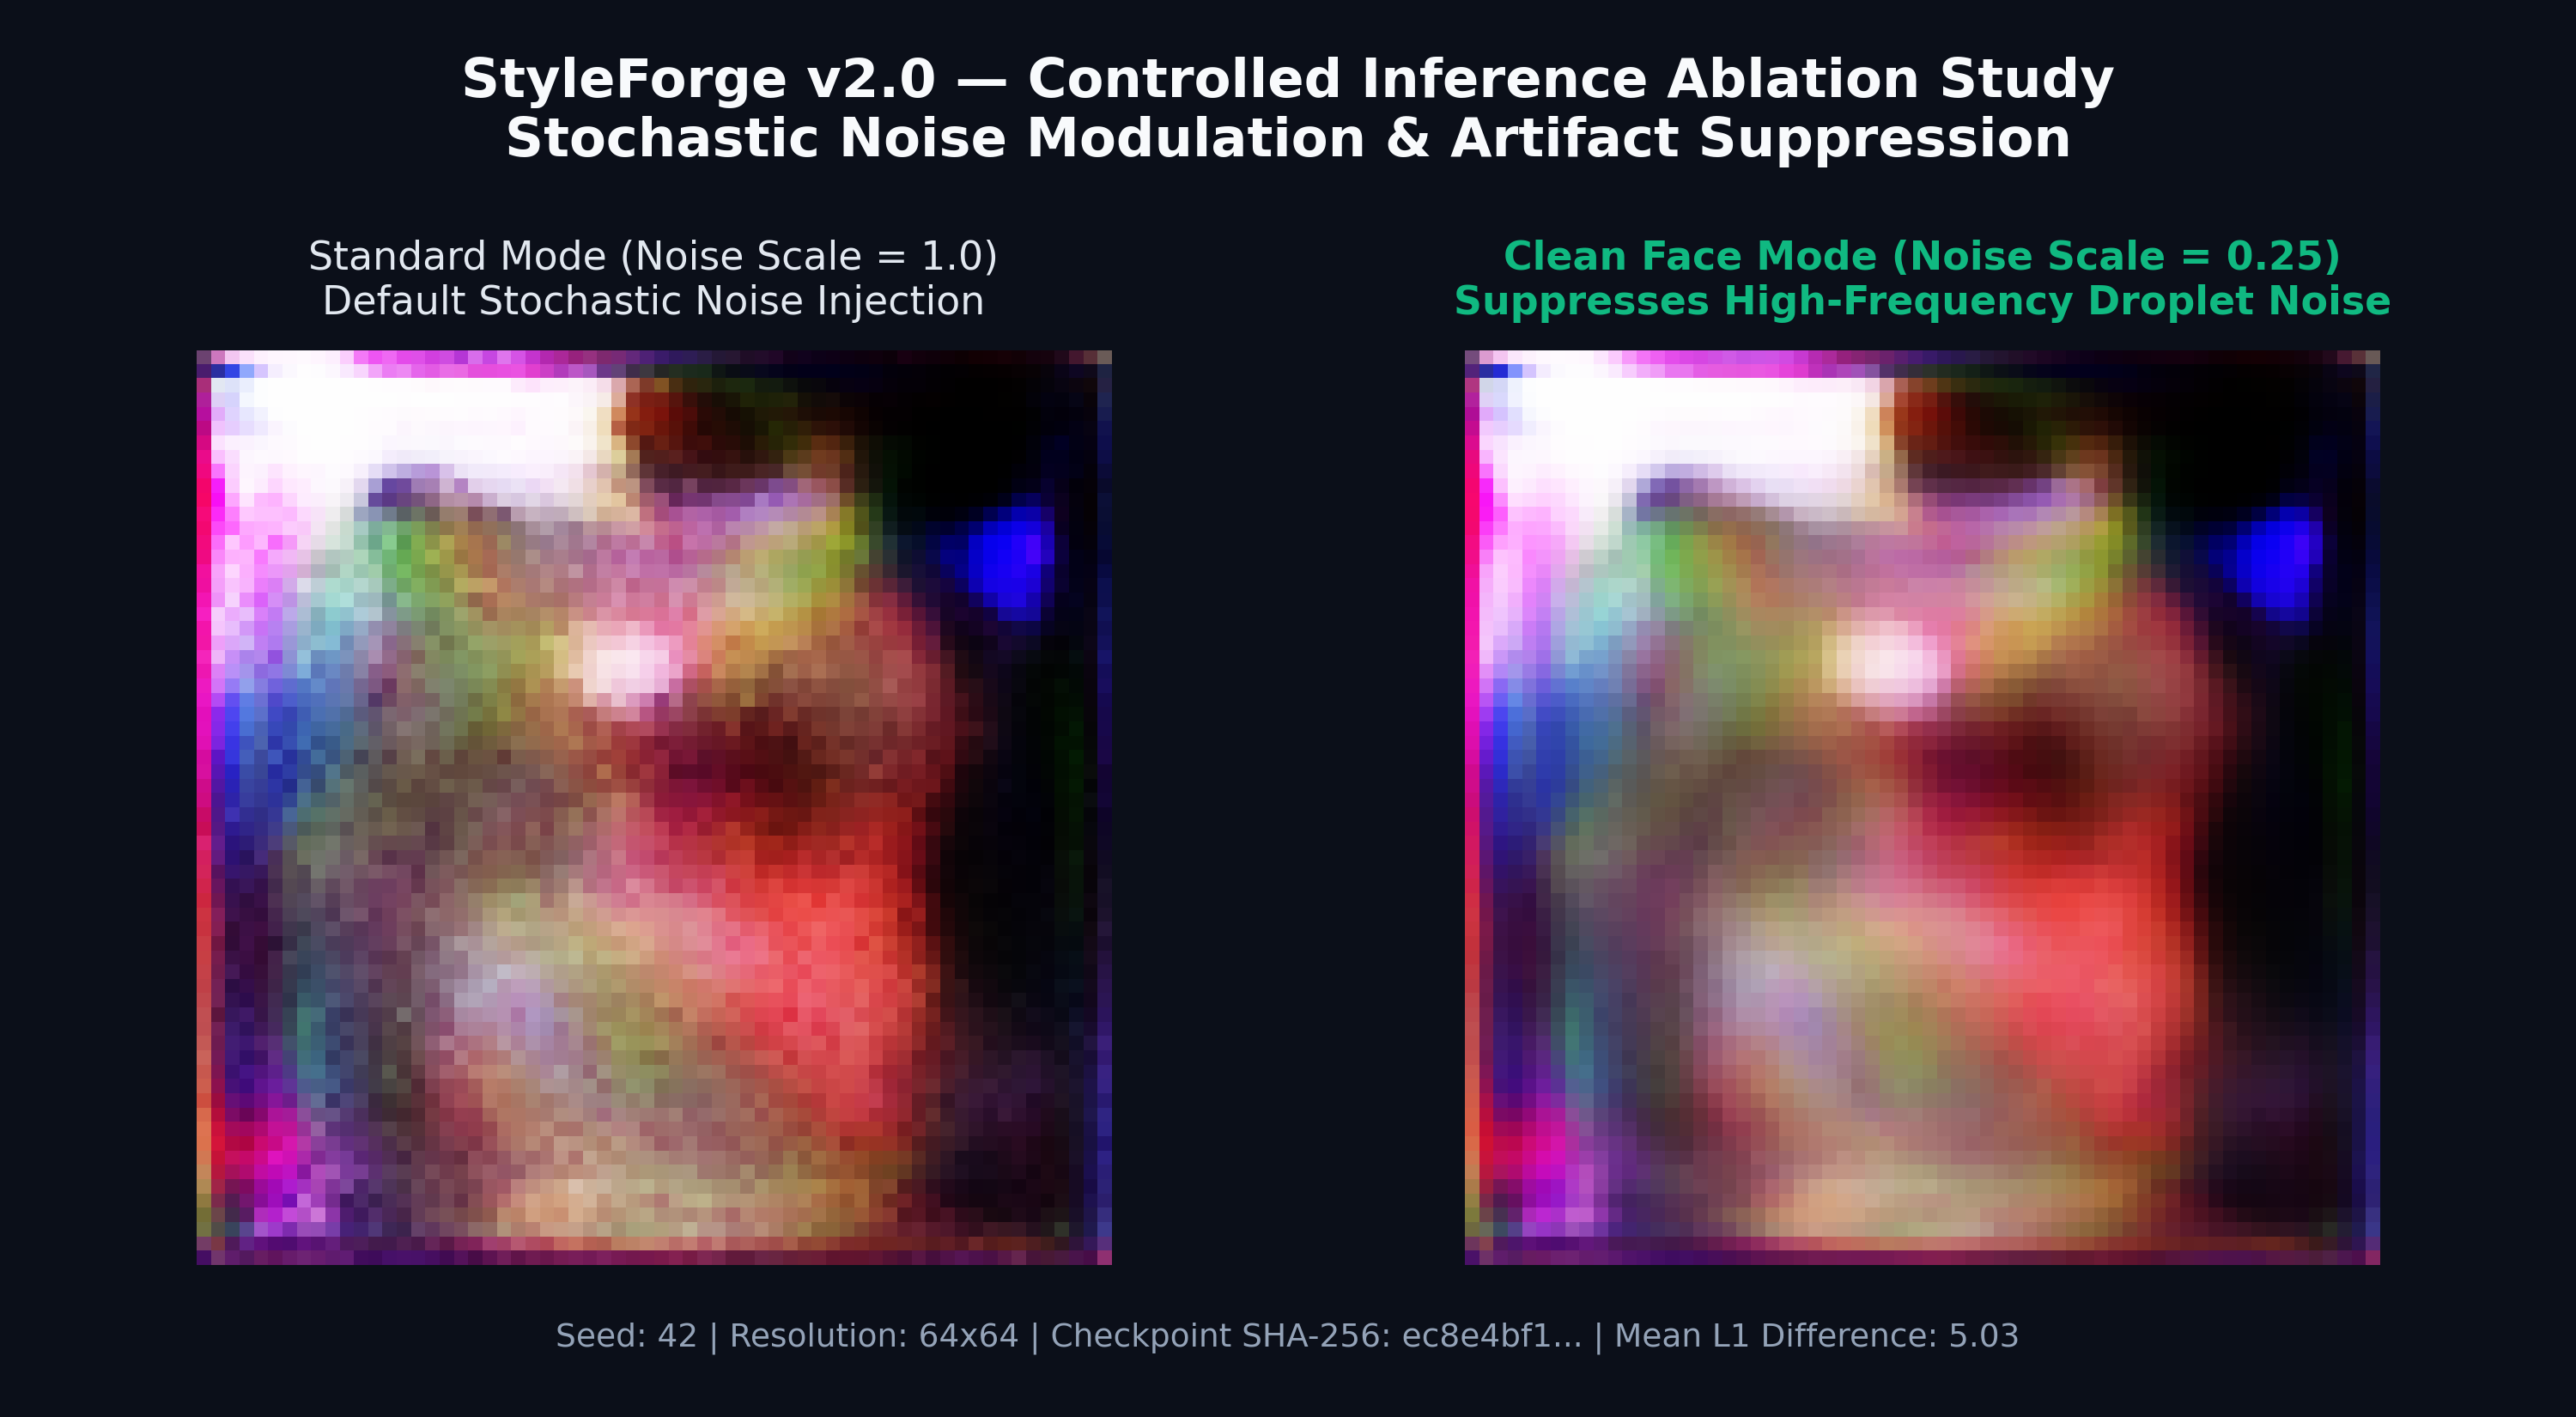 StyleForge v2.0 — Controlled Inference Ablation Study
Stochastic Noise Modulation & Artifact Suppression
Standard Mode (Noise Scale = 1.0)
Default Stochastic Noise Injection
Clean Face Mode (Noise Scale = 0.25)
Suppresses High-Frequency Droplet Noise
Seed: 42 | Resolution: 64x64 | Checkpoint SHA-256: ec8e4bf1... | Mean L1 Difference: 5.03